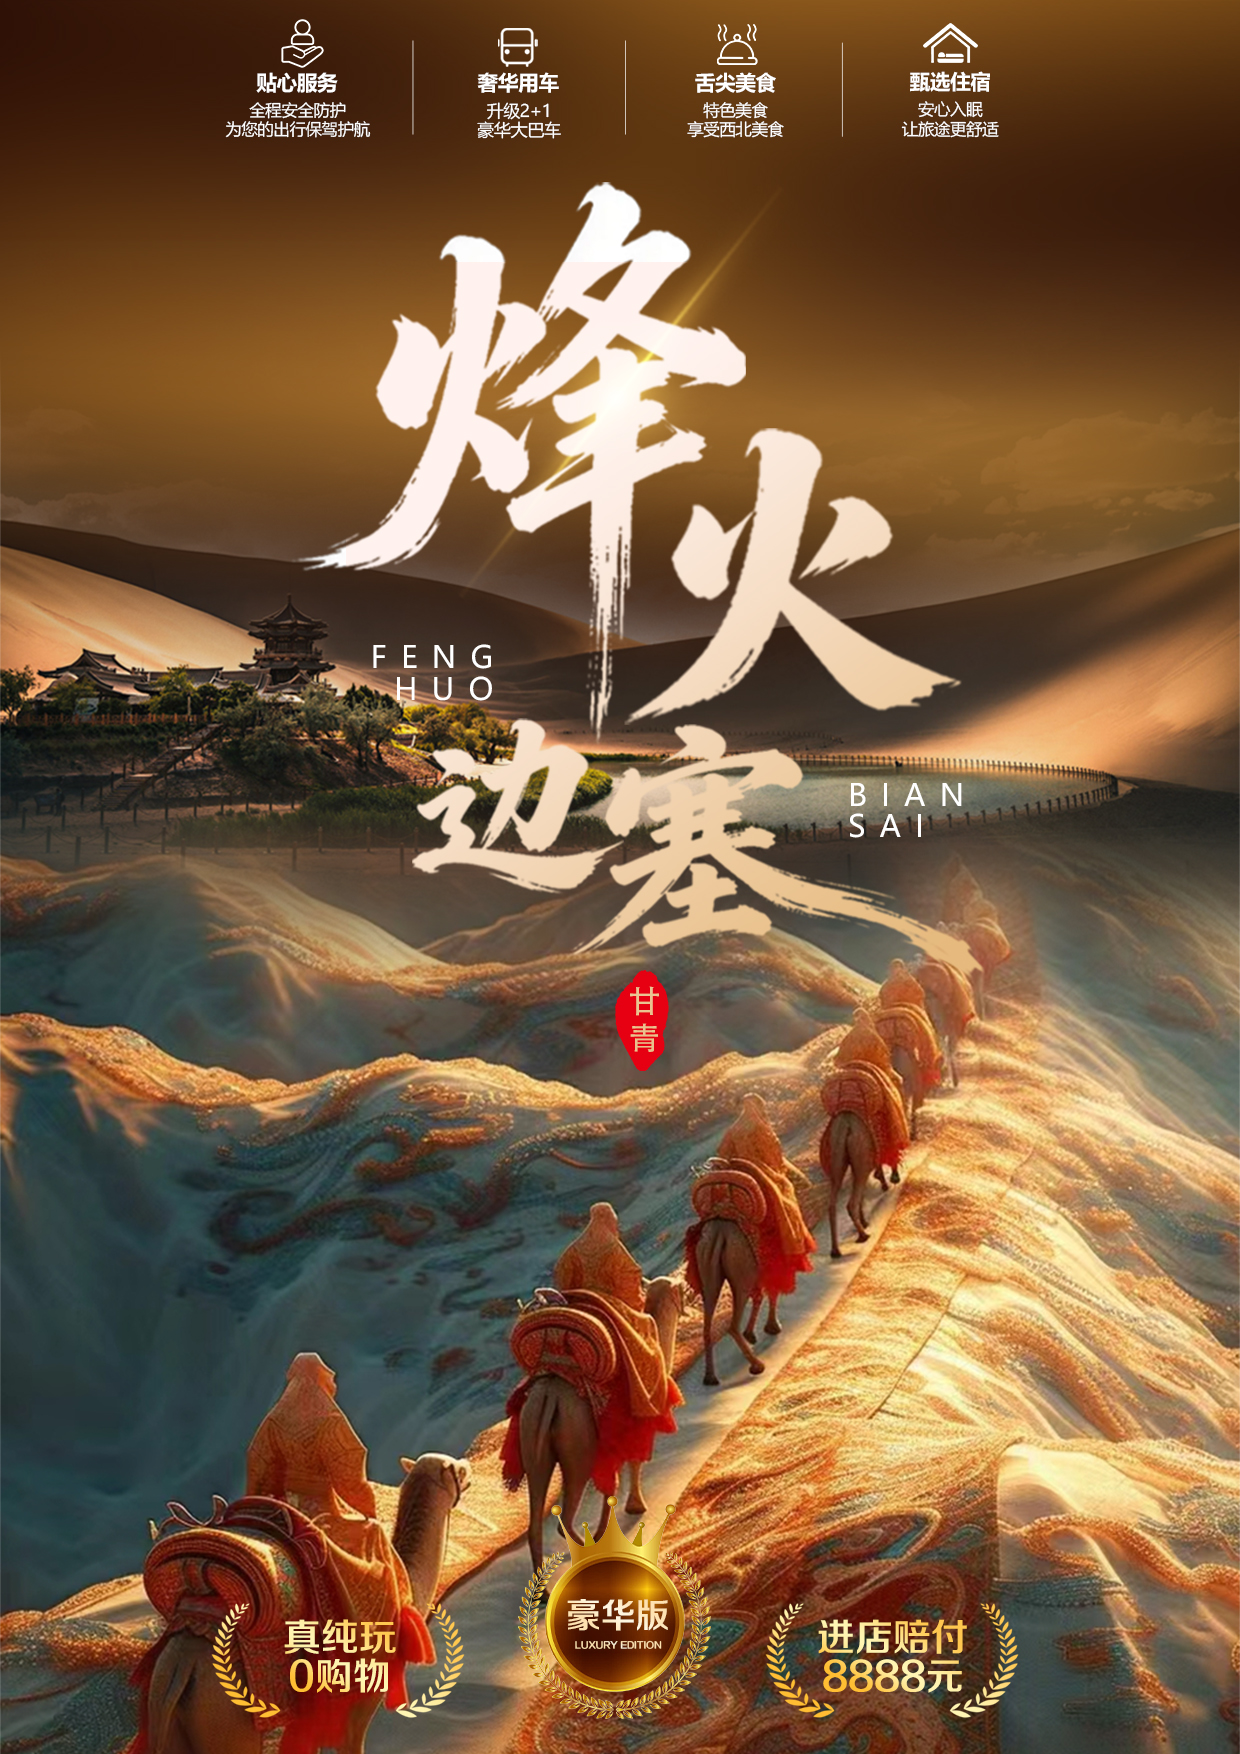 贴心服务
全程安全防护
为您的出行保驾护航
奢华用车
升级2+1
豪华大巴车
舌尖美食
特色美食
享受西北美食
甄选住宿
安心入眠
让旅途更舒适
烽火
FENG
HUO
边塞
BIAN
SAI
甘青
真纯玩
0购物
豪华版
LUXURY EDITION
进店赔付
8888元